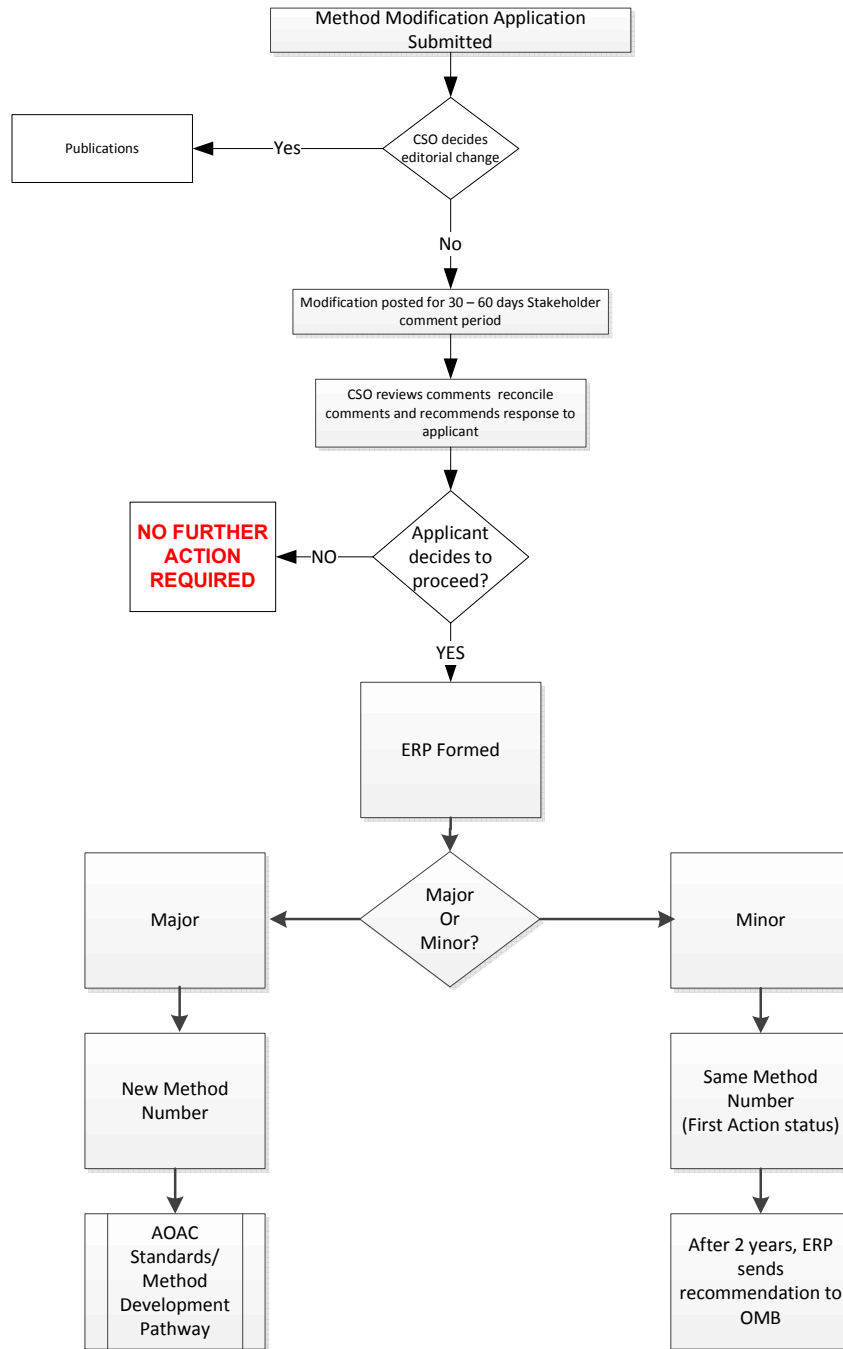 Method Modification Application
Submitted
CSO decides
editorial change
Yes
Publications
No
Modification posted for 30 – 60 days Stakeholder
comment period
CSO reviews comments reconcile
comments and recommends response to
applicant
Applicant
decides to
proceed?
NO
NO FURTHER
ACTION
REQUIRED
YES
ERP Formed
Major
Or
Minor?
Major
Minor
New Method
Number
Same Method
Number
(First Action status)
AOAC
Standards/
Method
Development
Pathway
After 2 years, ERP
sends
recommendation to
OMB